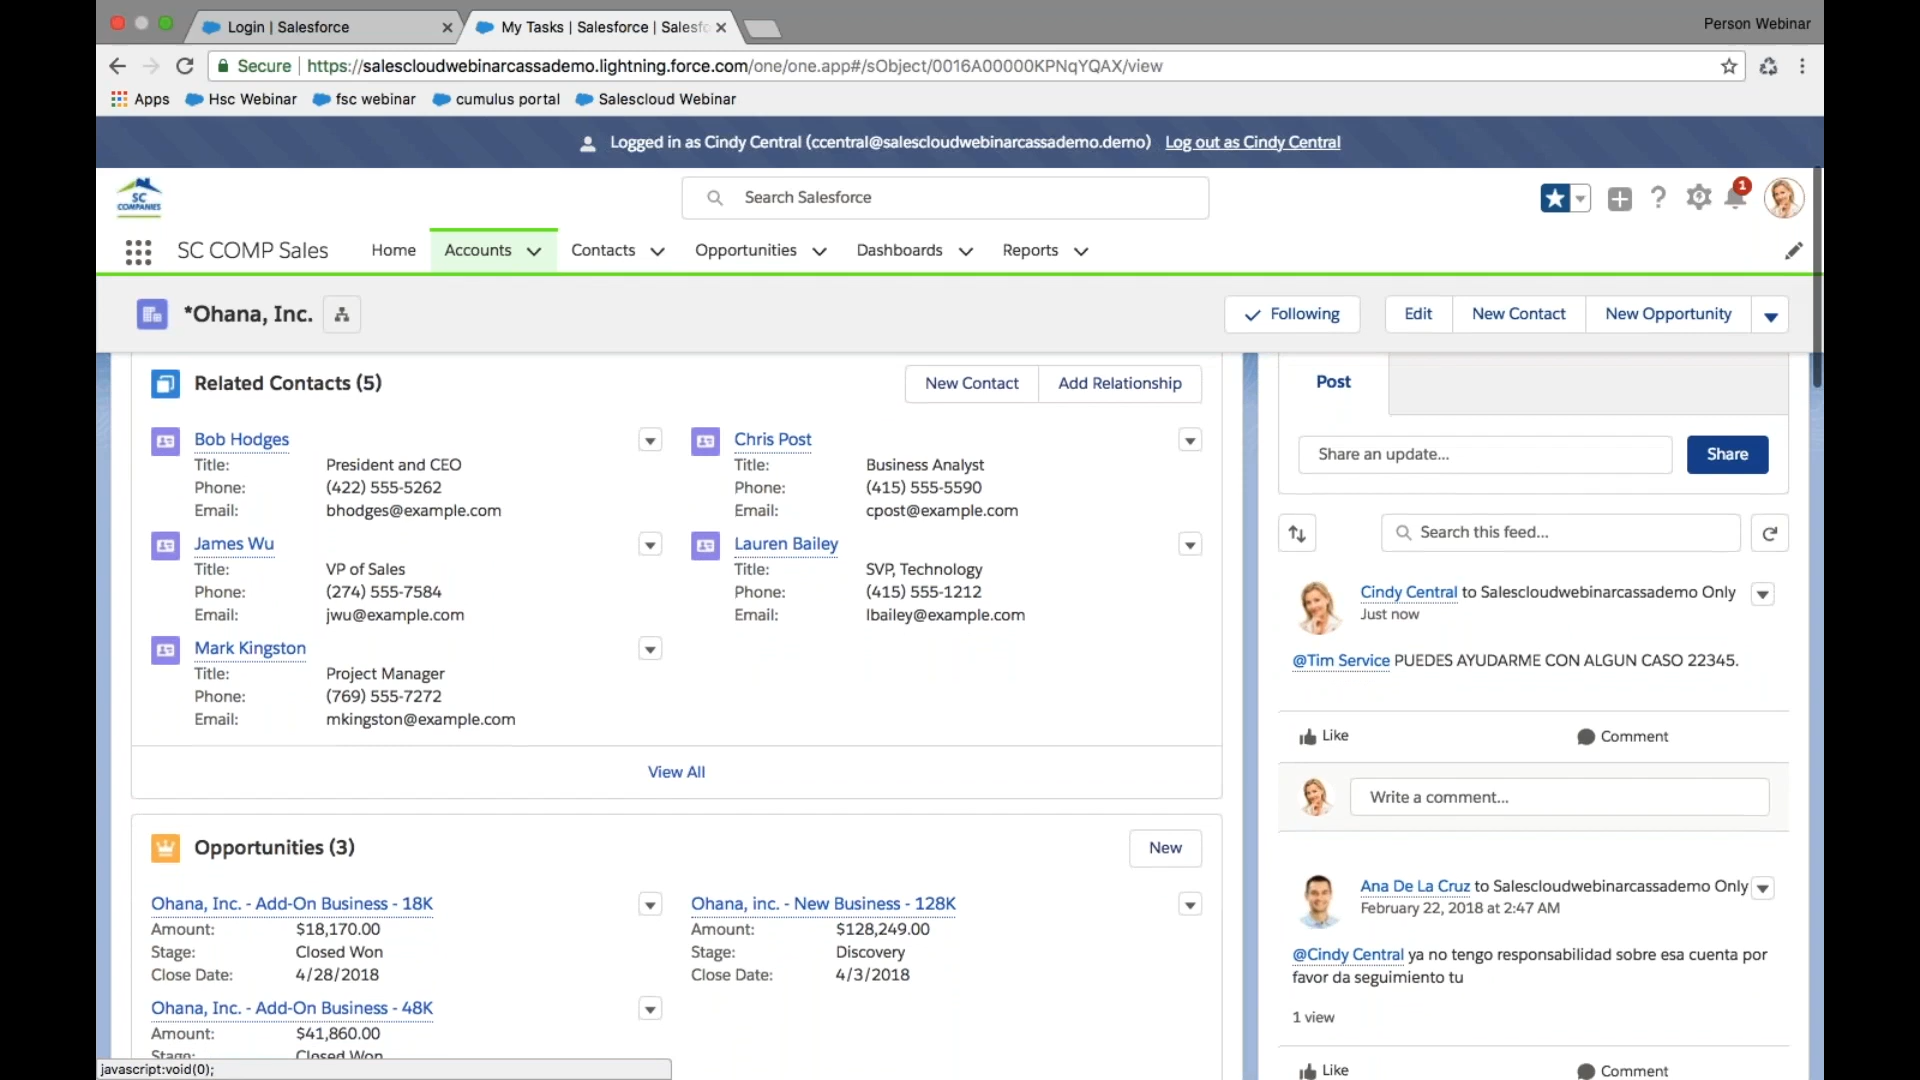 Person Webinar
Login | Salesforce
My Tasks | Salesforce | Salesfo
Secure
https://salescloudwebinarcassademo.lightning.force.com/one/one.app#/sObject/0016A00000KPNqYQAX/view
Apps
Hsc Webinar
fsc webinar
cumulus portal
Salescloud Webinar
Logged in as Cindy Central (ccentral@salescloudwebinarcassademo.demo)
Log out as Cindy Central
SC
COMPANIES
Search Salesforce
1
SC COMP Sales
Home
Accounts
Contacts
Opportunities
Dashboards
Reports
*Ohana, Inc.
Following
Edit
New Contact
New Opportunity
Related Contacts (5)
New Contact
Add Relationship
Bob Hodges
Title: President and CEO
Phone: (422) 555-5262
Email: bhodges@example.com
Chris Post
Title: Business Analyst
Phone: (415) 555-5590
Email: cpost@example.com
James Wu
Title: VP of Sales
Phone: (274) 555-7584
Email: jwu@example.com
Lauren Bailey
Title: SVP, Technology
Phone: (415) 555-1212
Email: lbailey@example.com
Mark Kingston
Title: Project Manager
Phone: (769) 555-7272
Email: mkingston@example.com
View All
Opportunities (3)
New
Ohana, Inc. - Add-On Business - 18K
Amount: $18,170.00
Stage: Closed Won
Close Date: 4/28/2018
Ohana, inc. - New Business - 128K
Amount: $128,249.00
Stage: Discovery
Close Date: 4/3/2018
Ohana, Inc. - Add-On Business - 48K
Amount: $41,860.00
Stage: Closed Won
javascript:void(0);
Post
Share an update...
Share
Search this feed...
Cindy Central to Salescloudwebinarcassademo Only
Just now
@Tim Service PUEDES AYUDARME CON ALGUN CASO 22345.
Like
Comment
Write a comment...
Ana De La Cruz to Salescloudwebinarcassademo Only
February 22, 2018 at 2:47 AM
@Cindy Central ya no tengo responsabilidad sobre esa cuenta por
favor da seguimiento tu
1 view
Like
Comment